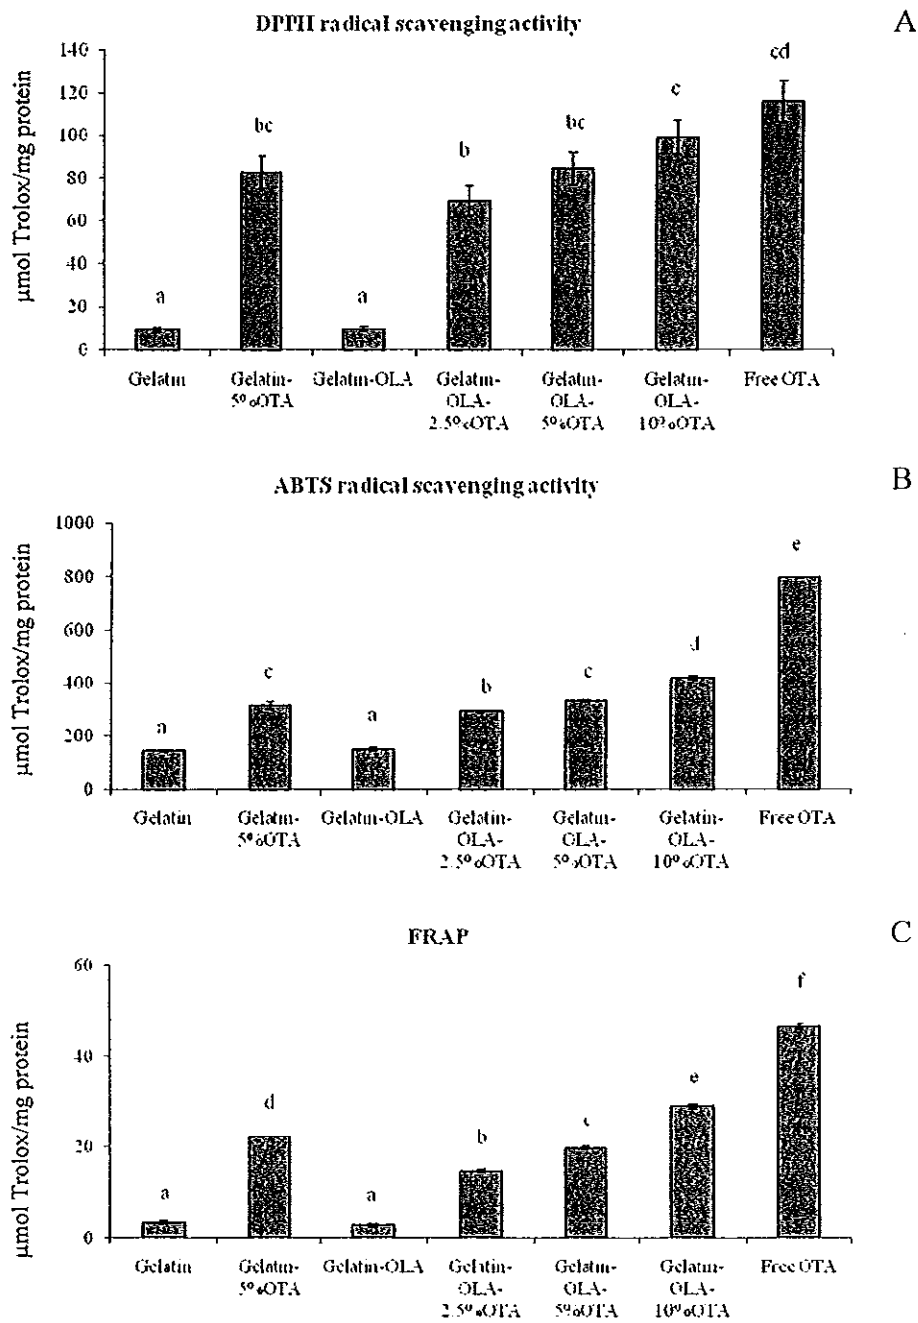 DPPH radical scavenging activity
A
µmol Trolox/mg protein
140
120
100
80
60
40
20
0
a
bc
a
b
bc
c
cd
Gelatin
Gelatin-
5%OTA
Gelatin-OLA
Gelatin-
OLA-
2.5%OTA
Gelatin-
OLA-
5%OTA
Gelatin-
OLA-
10%OTA
Free OTA
ABTS radical scavenging activity
B
µmol Trolox/mg protein
1000
800
600
400
200
0
a
c
a
b
c
d
e
Gelatin
Gelatin-
5%OTA
Gelatin-OLA
Gelatin-
OLA-
2.5%OTA
Gelatin-
OLA-
5%OTA
Gelatin-
OLA-
10%OTA
Free OTA
FRAP
C
µmol Trolox/mg protein
60
40
20
0
a
d
a
b
c
e
f
Gelatin
Gelatin-
5%OTA
Gelatin-OLA
Gelatin-
OLA-
2.5%OTA
Gelatin-
OLA-
5%OTA
Gelatin-
OLA-
10%OTA
Free OTA